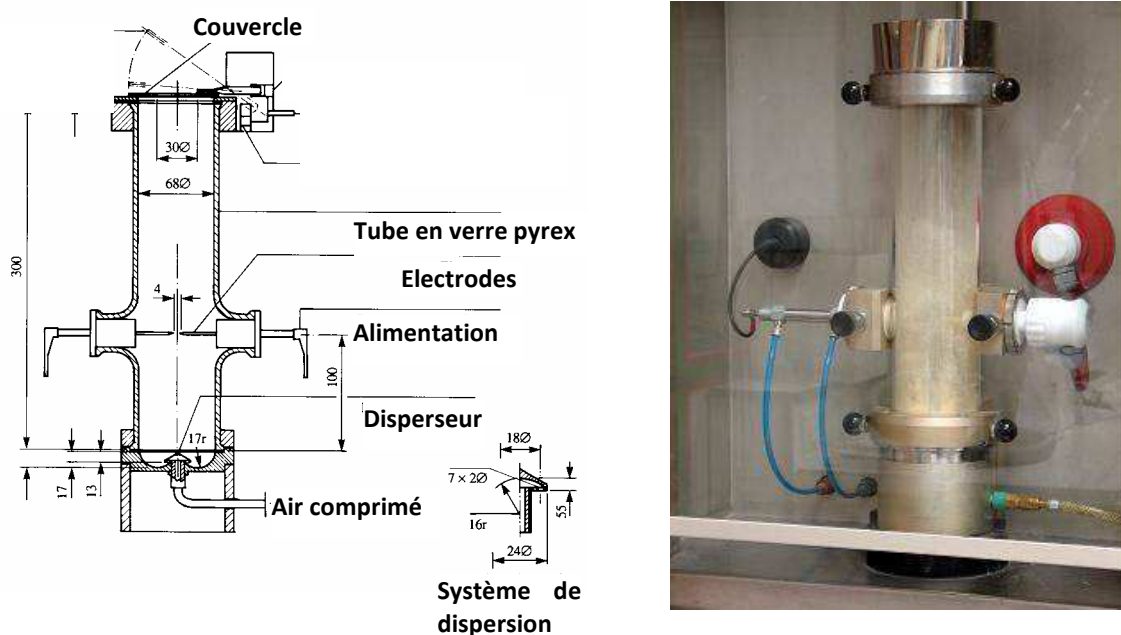 Couvercle
30Ø
68Ø
Tube en verre pyrex
300
4
Electrodes
Alimentation
100
Disperseur
17r
18Ø
7 × 2Ø
17
13
Air comprimé
16r
55
24Ø
Système de
dispersion